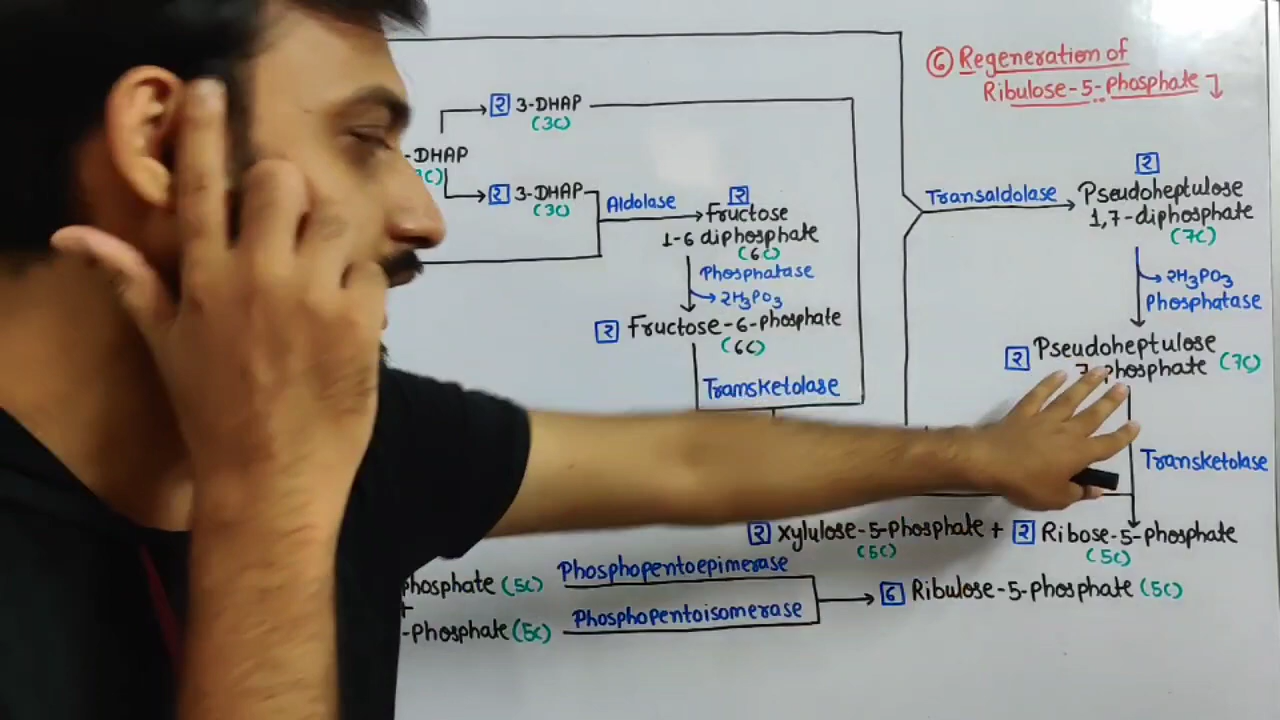 ⑥ Regeneration of
Ribulose-5-Phosphate
2 3-DHAP
(3C)
-DHAP
C)
2 3-DHAP
(3C)
Aldolase
2
Fructose
1-6 diphosphate
(6C)
Phosphatase
2H3PO3
2 Fructose-6-phosphate
(6C)
Transketolase
Transaldolase
2
Pseudoheptulose
1,7-diphosphate
(7C)
2H3PO3
Phosphatase
2 Pseudoheptulose
7-phosphate (7C)
Transketolase
2 Xylulose-5-phosphate + 2 Ribose-5-phosphate
(5C) (5C)
phosphate (5C) Phosphopentoepimerase
+
-Phosphate (5C) Phosphopentoisomerase
6 Ribulose-5-phosphate (5C)